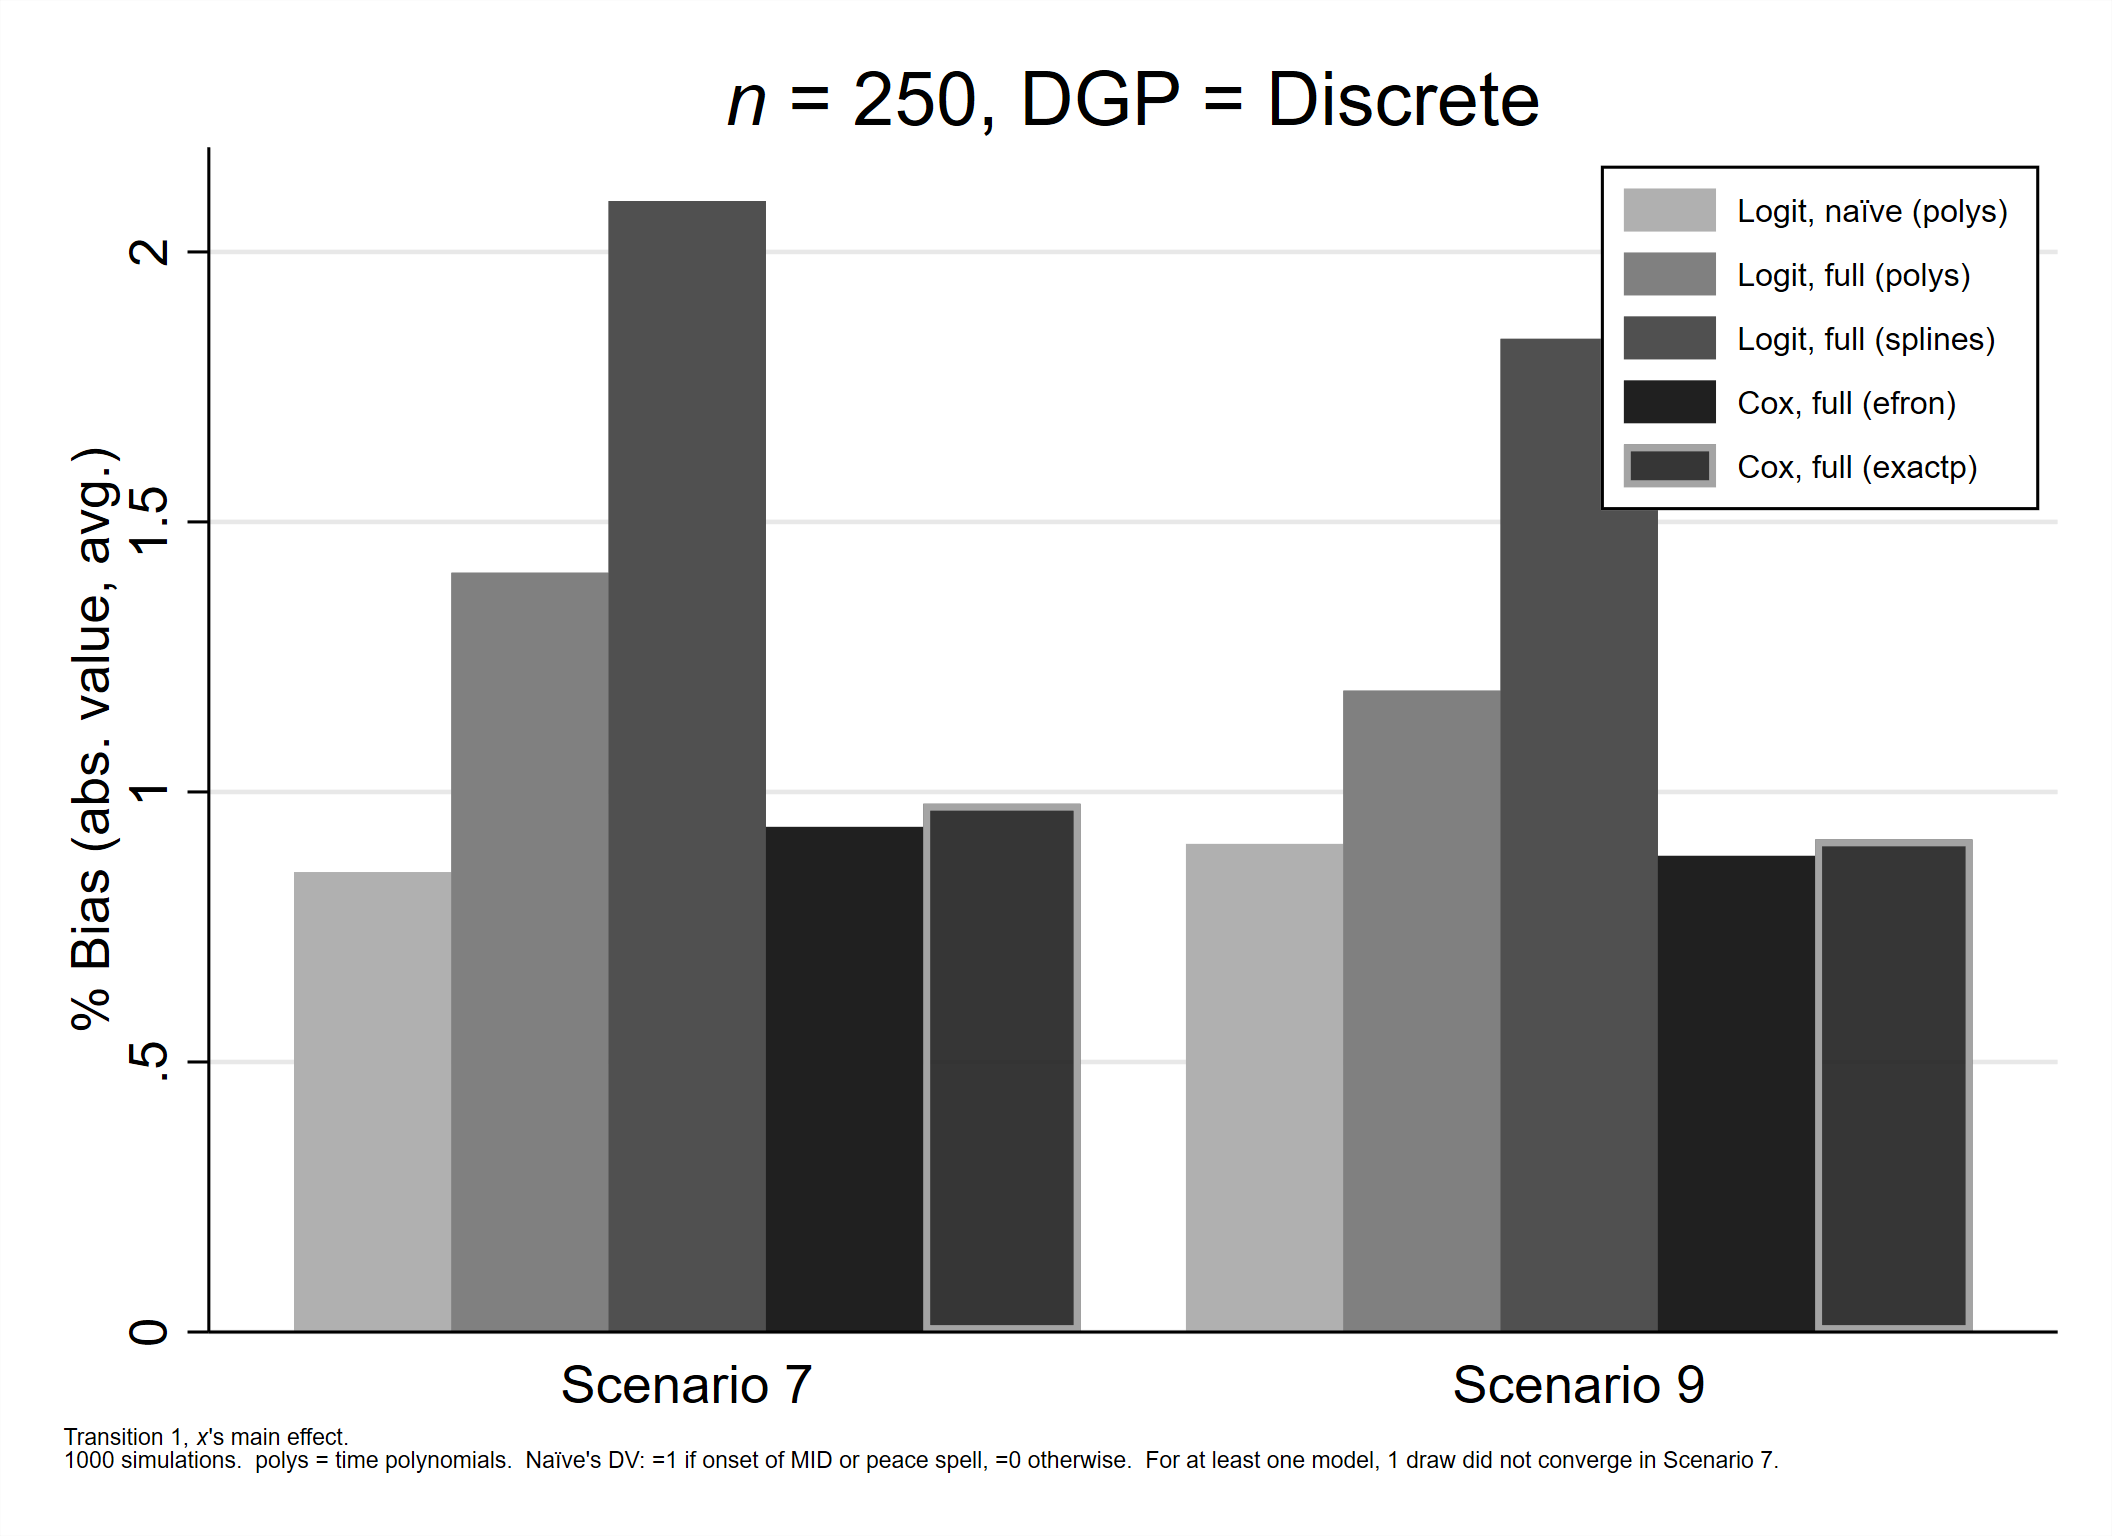 n = 250, DGP = Discrete
% Bias (abs. value, avg.)
2
1.5
1
.5
0
Logit, naïve (polys)
Logit, full (polys)
Logit, full (splines)
Cox, full (efron)
Cox, full (exactp)
Scenario 7
Scenario 9
Transition 1, x's main effect.
1000 simulations.  polys = time polynomials.  Naïve's DV: =1 if onset of MID or peace spell, =0 otherwise.  For at least one model, 1 draw did not converge in Scenario 7.